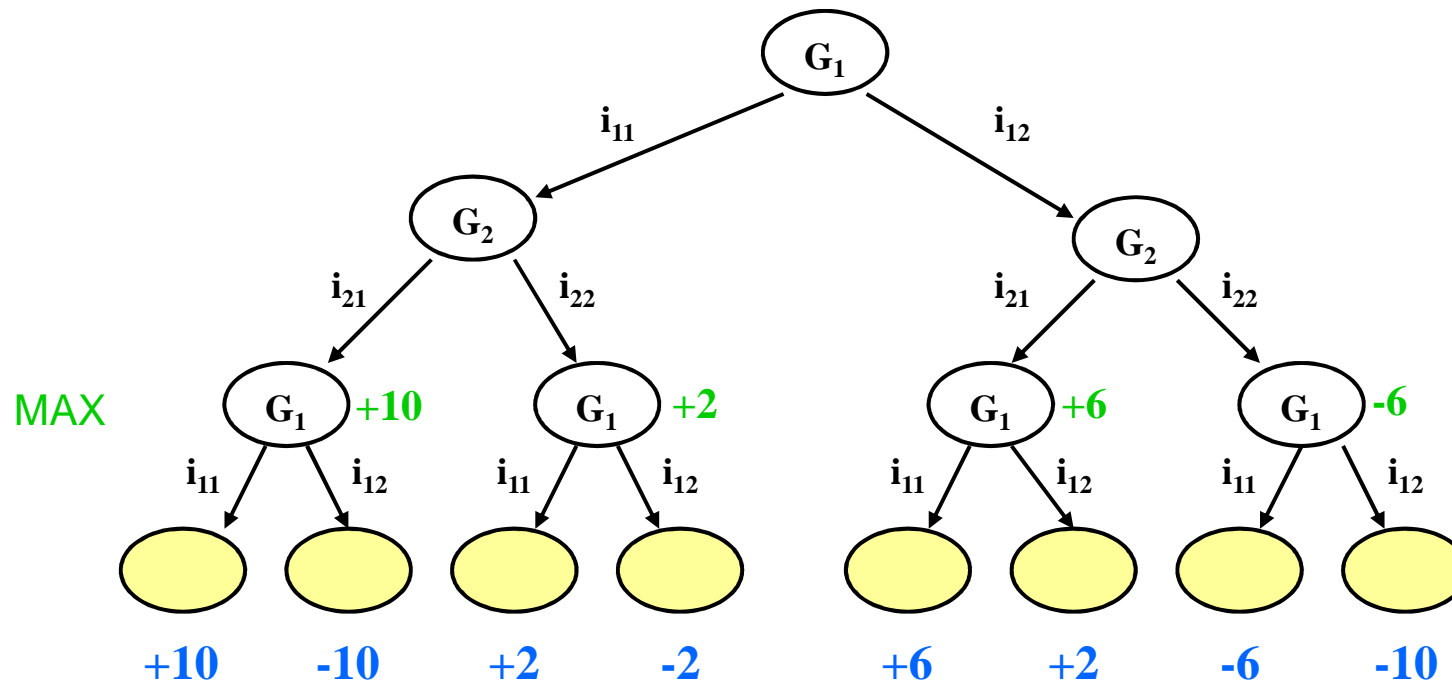 G₁
i₁₁ i₁₂
G₂ G₂
i₂₁ i₂₂ i₂₁ i₂₂
MAX G₁ +10 G₁ +2 G₁ +6 G₁ -6
i₁₁ i₁₂ i₁₁ i₁₂ i₁₁ i₁₂ i₁₁ i₁₂
+10 -10 +2 -2 +6 +2 -6 -10